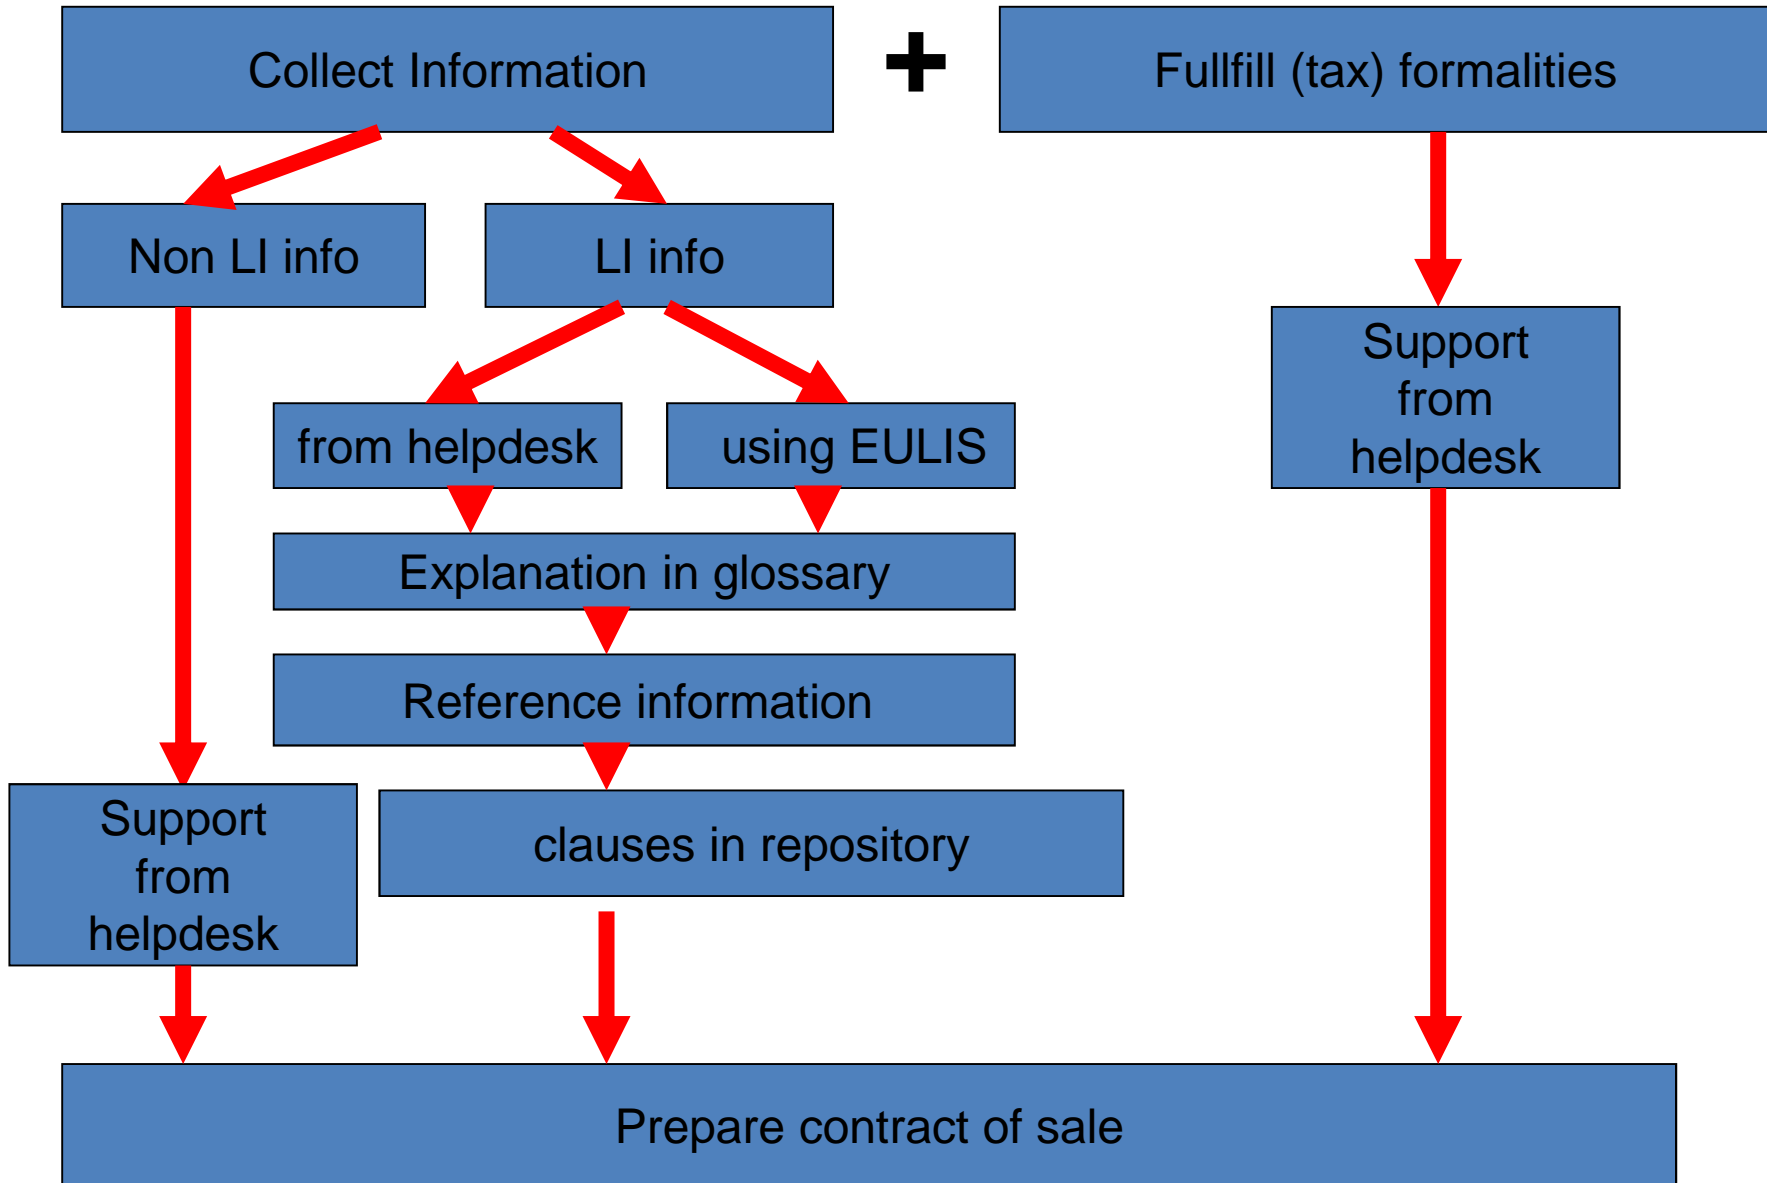 Collect Information
+
Fullfill (tax) formalities
Non LI info
LI info
Support
from
helpdesk
from helpdesk
using EULIS
Explanation in glossary
Reference information
Support
from
helpdesk
clauses in repository
Prepare contract of sale